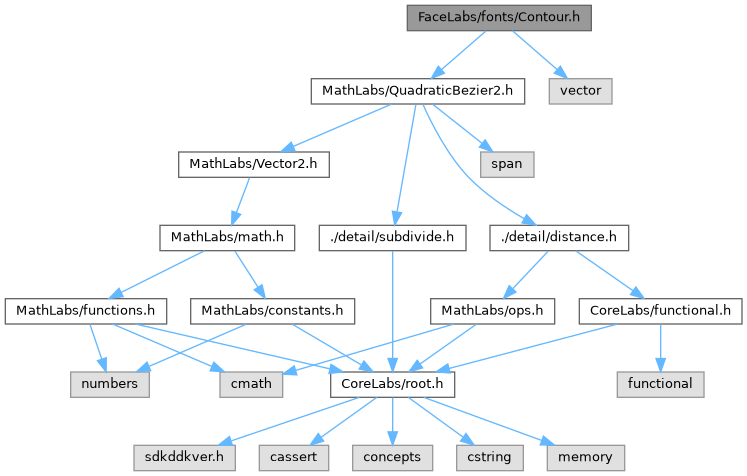 FaceLabs/fonts/Contour.h
MathLabs/QuadraticBezier2.h
vector
MathLabs/Vector2.h
span
MathLabs/math.h
./detail/subdivide.h
./detail/distance.h
MathLabs/functions.h
MathLabs/constants.h
MathLabs/ops.h
CoreLabs/functional.h
numbers
cmath
CoreLabs/root.h
functional
sdkddkver.h
cassert
concepts
cstring
memory